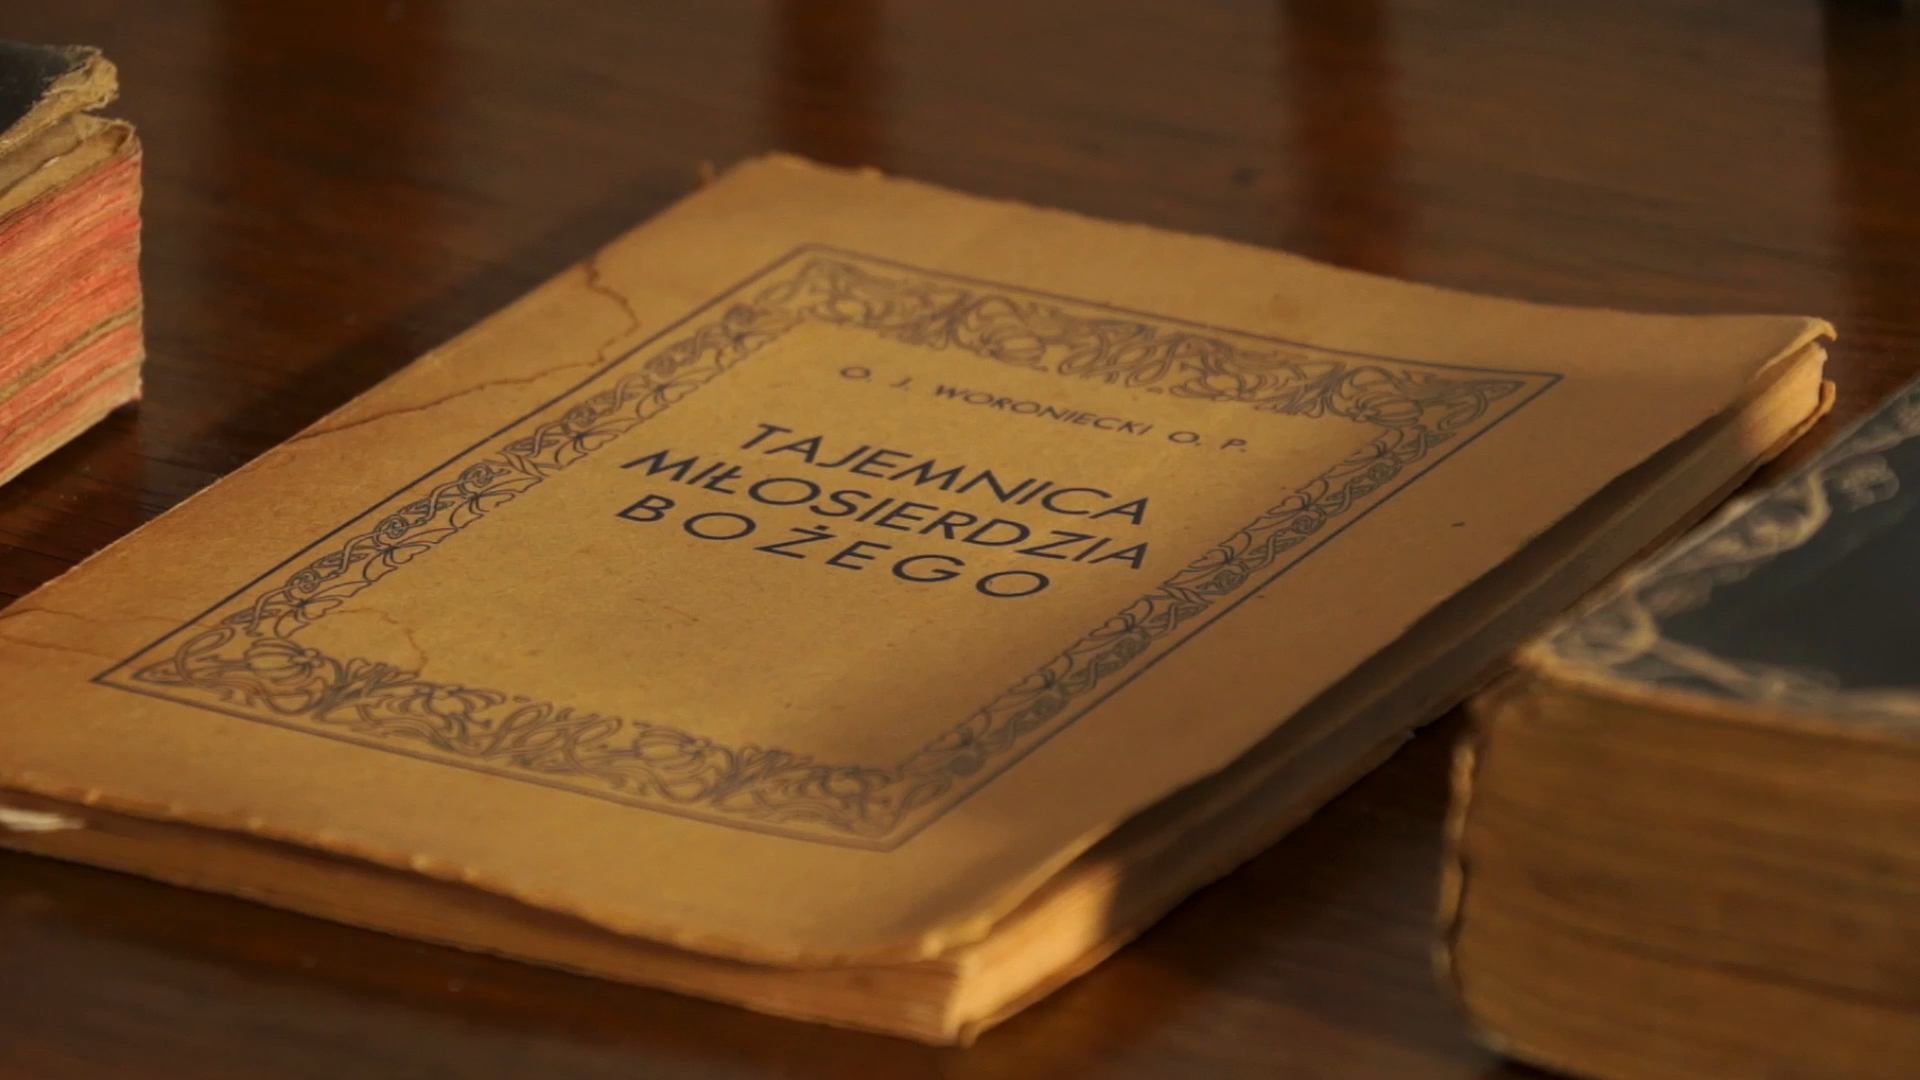 O. J. WORONIECKI O. P.
TAJEMNICA
MIŁOSIERDZIA
BOŻEGO